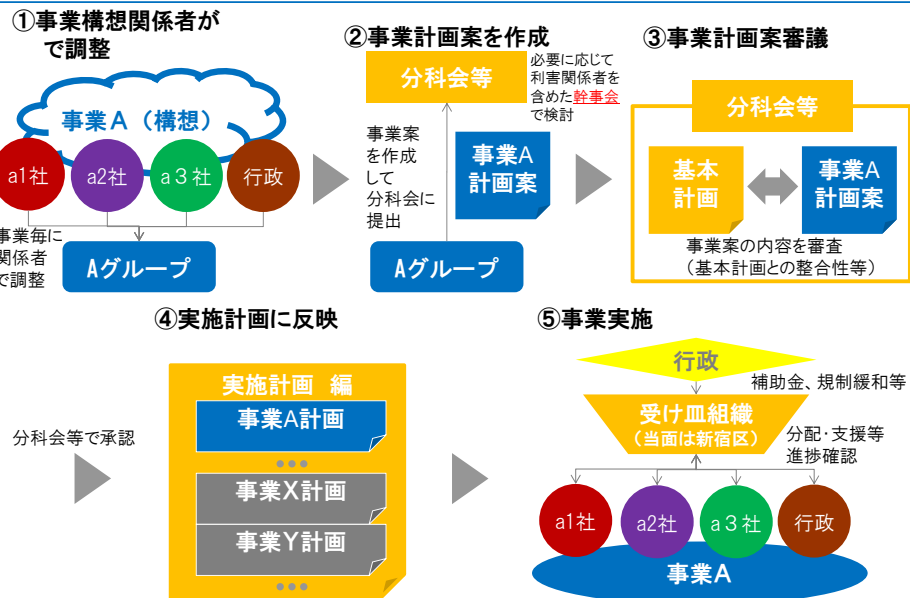 ①事業構想関係者が
で調整
事業A（構想）
a1社
a2社
a３社
行政
事業毎に
関係者
で調整
Aグループ
②事業計画案を作成
分科会等
必要に応じて
利害関係者を
含めた幹事会
で検討
事業案
を作成
して
分科会に
提出
事業A
計画案
Aグループ
③事業計画案審議
分科会等
基本
計画
事業A
計画案
事業案の内容を審査
（基本計画との整合性等）
④実施計画に反映
分科会等で承認
実施計画 編
事業A計画
●●●
事業X計画
事業Y計画
●●●
⑤事業実施
行政
補助金、規制緩和等
受け皿組織
（当面は新宿区）
分配・支援等
進捗確認
a1社
a2社
a３社
行政
事業A